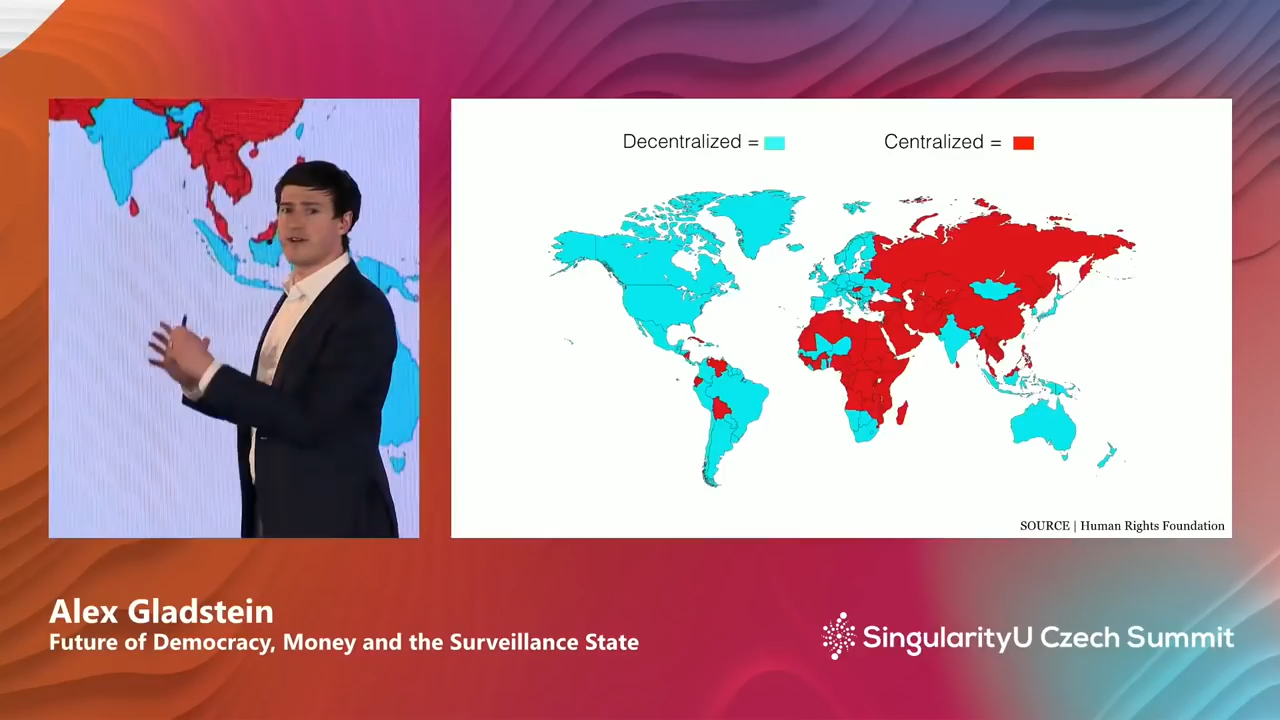 Decentralized =
Centralized =
SOURCE | Human Rights Foundation
Alex Gladstein
Future of Democracy, Money and the Surveillance State
SingularityU Czech Summit